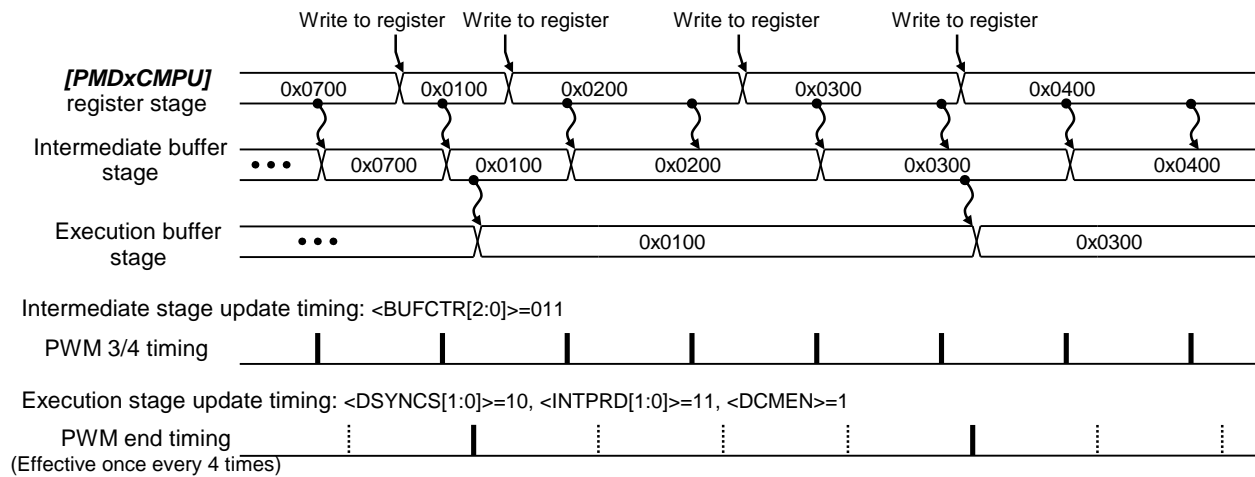 Write to register Write to register Write to register Write to register
[PMDxCMPU]
register stage
0x0700 0x0100 0x0200 0x0300 0x0400
Intermediate buffer
stage
••• 0x0700 0x0100 0x0200 0x0300 0x0400
Execution buffer
stage
••• 0x0100 0x0300
Intermediate stage update timing: <BUFCTR[2:0]>=011
PWM 3/4 timing
Execution stage update timing: <DSYNCS[1:0]>=10, <INTPRD[1:0]>=11, <DCMEN>=1
PWM end timing
(Effective once every 4 times)